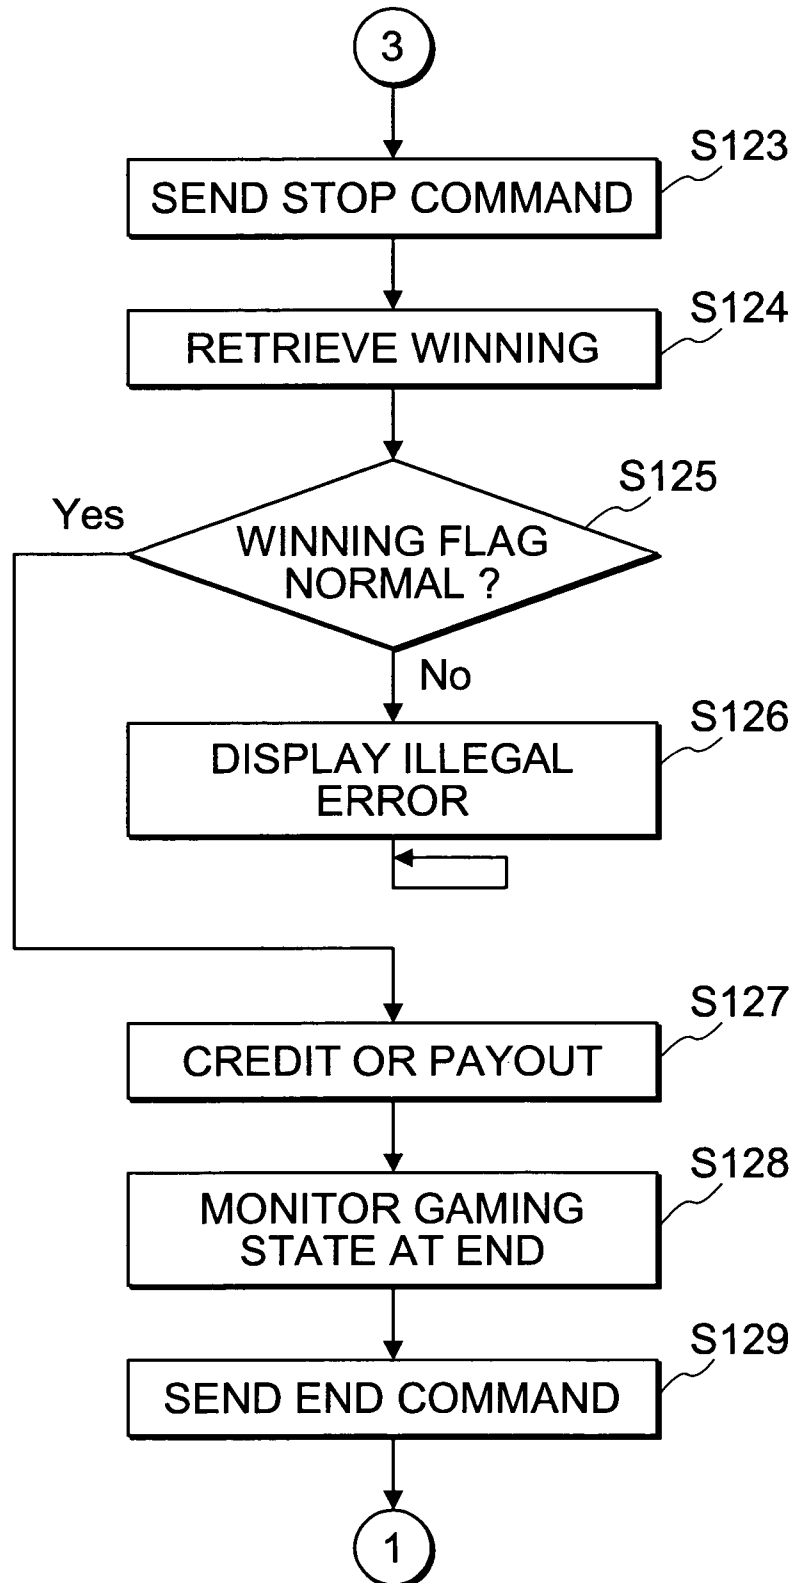 3
S123
SEND STOP COMMAND
S124
RETRIEVE WINNING
S125
Yes
WINNING FLAG
NORMAL ?
No
S126
DISPLAY ILLEGAL
ERROR
S127
CREDIT OR PAYOUT
S128
MONITOR GAMING
STATE AT END
S129
SEND END COMMAND
1